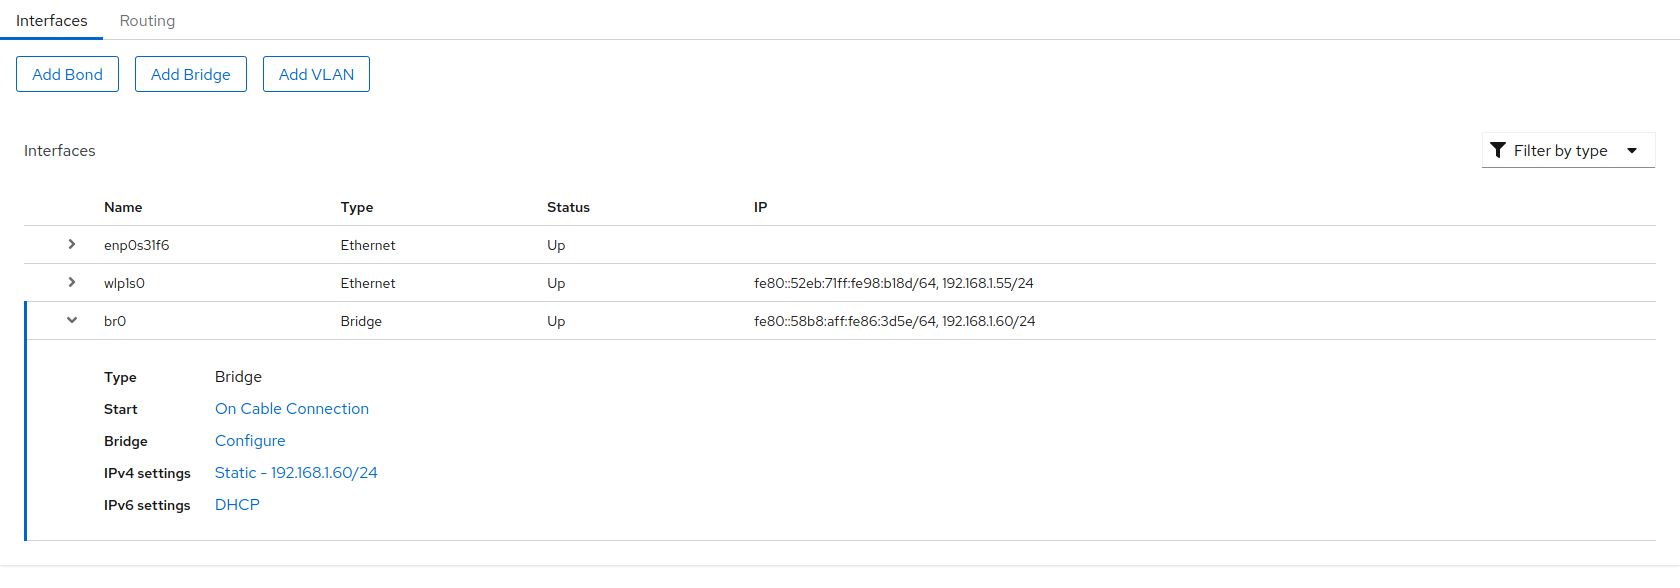 Interfaces Routing
Add Bond Add Bridge Add VLAN
Interfaces Filter by type
Name Type Status IP
enp0s31f6 Ethernet Up
wlp1s0 Ethernet Up fe80::52eb:71ff:fe98:b18d/64, 192.168.1.55/24
br0 Bridge Up fe80::58b8:aff:fe86:3d5e/64, 192.168.1.60/24
Type Bridge
Start On Cable Connection
Bridge Configure
IPv4 settings Static - 192.168.1.60/24
IPv6 settings DHCP